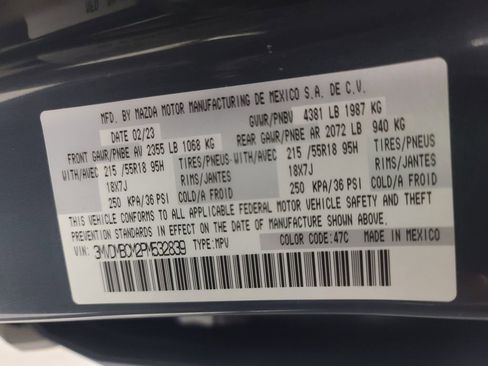 MFD. BY MAZDA MOTOR MANUFACTURING DE MEXICO S.A. DE C.V.
DATE 02/23 GVWR/PNBV 4381 LB 1987 KG
FRONT GAWR/PNBE AV 2355 LB 1068 KG REAR GAWR/PNBE AR 2072 LB 940 KG
WITH/AVEC 215 /55R18 95H TIRES/PNEUS WITH/AVEC 215 /55R18 95H TIRES/PNEUS
18X7J RIMS/JANTES 18X7J RIMS/JANTES
250 KPA/36 PSI COLD/A FROID 250 KPA/36 PSI COLD/A FROID
THIS VEHICLE CONFORMS TO ALL APPLICABLE FEDERAL MOTOR VEHICLE SAFETY AND THEFT
PREVENTION STANDARDS IN EFFECT ON THE DATE OF MANUFACTURE SHOWN ABOVE.
VIN: 3MVDMBCM2PM532839 TYPE:MPV COLOR CODE:47C MADE IN MEXICO